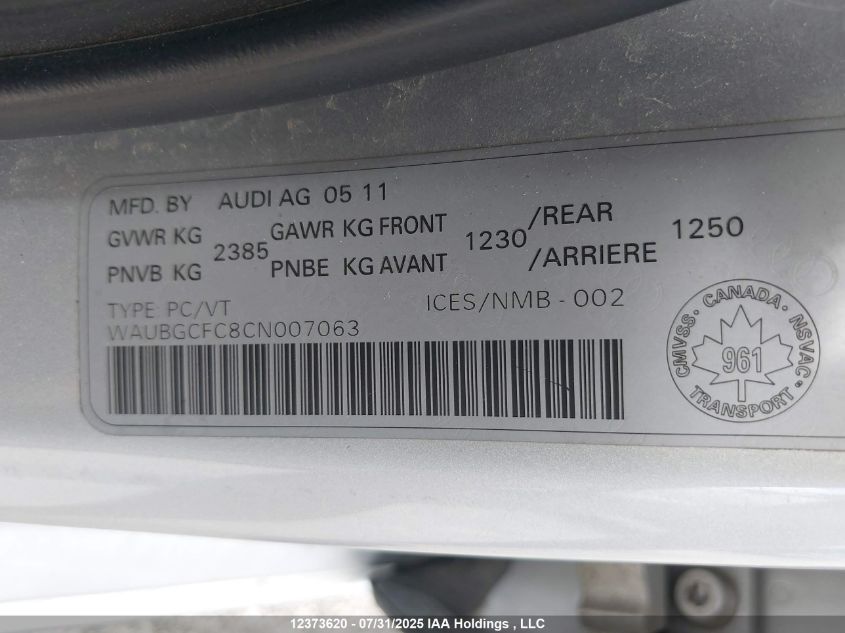 MFD. BY AUDI AG 05 11
GVWR KG 2385 GAWR KG FRONT 1230 /REAR 1250
PNVB KG PNBE KG AVANT /ARRIERE
TYPE: PC/VT ICES/NMB - 002
WAUBGCFC8CN007063
CANADA
CMVSS NSVAC
961
TRANSPORT
12373620 - 07/31/2025 IAA Holdings , LLC